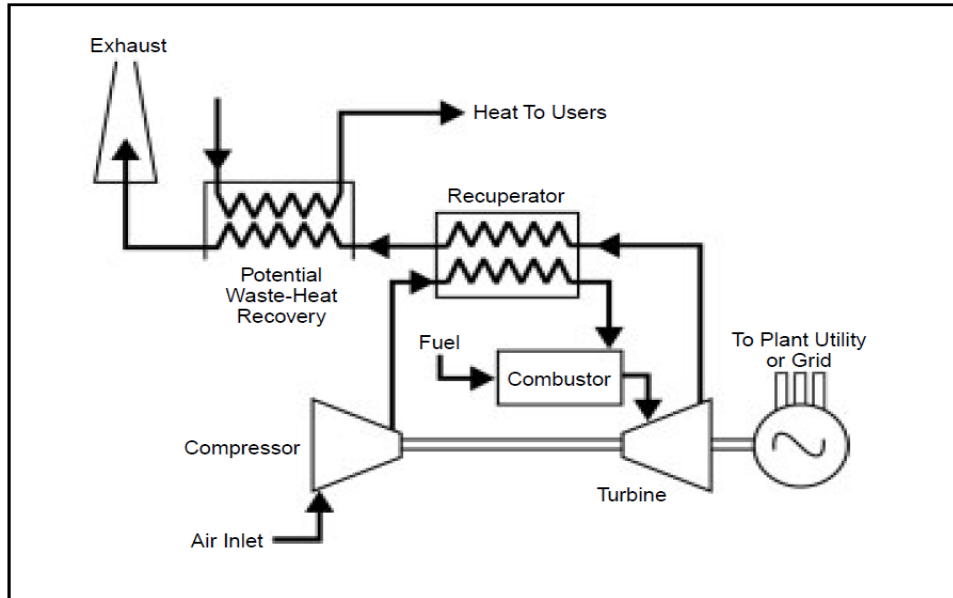 Exhaust
Heat To Users
Recuperator
Potential
Waste-Heat
Recovery
Fuel
To Plant Utility
or Grid
Combustor
Compressor
Turbine
Air Inlet